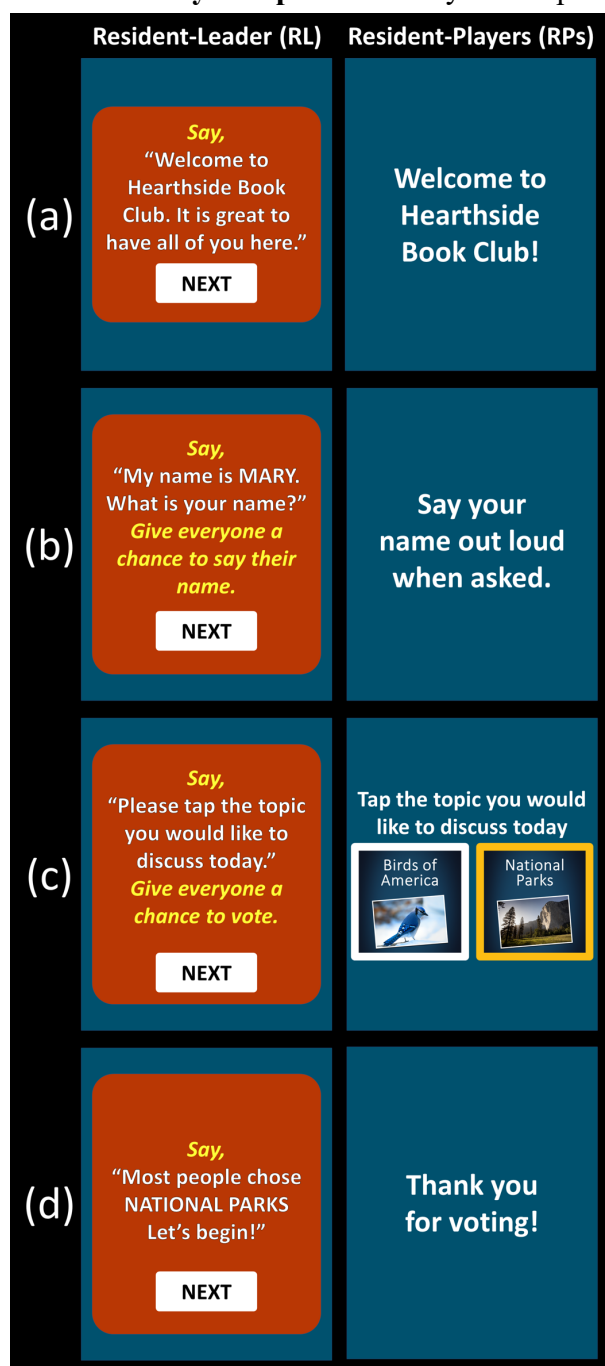 Resident-Leader (RL)
Resident-Players (RPs)
(a)
Say,
“Welcome to
Hearthside Book
Club. It is great to
have all of you here.”
NEXT
Welcome to
Hearthside
Book Club!
(b)
Say,
“My name is MARY.
What is your name?”
Give everyone a
chance to say their
name.
NEXT
Say your
name out loud
when asked.
(c)
Say,
“Please tap the topic
you would like to
discuss today.”
Give everyone a
chance to vote.
NEXT
Tap the topic you would
like to discuss today
Birds of
America
National
Parks
(d)
Say,
“Most people chose
NATIONAL PARKS
Let’s begin!”
NEXT
Thank you
for voting!